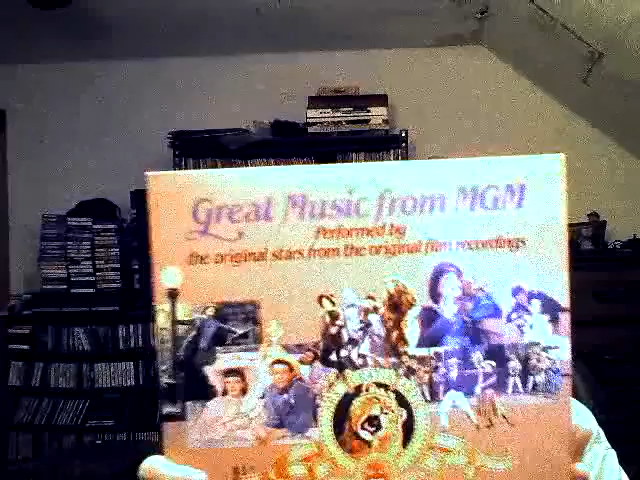 Great Music from MGM
Performed by
the original stars from the original film recordings